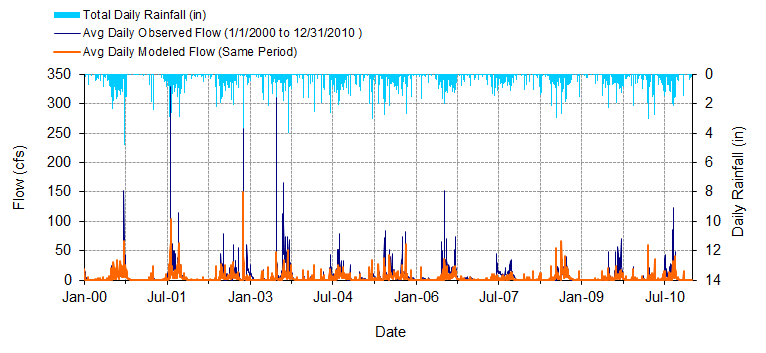 Total Daily Rainfall (in)
Avg Daily Observed Flow (1/1/2000 to 12/31/2010 )
Avg Daily Modeled Flow (Same Period)
350
300
250
200
150
100
50
0
Flow (cfs)
0
2
4
6
8
10
12
14
Daily Rainfall (in)
Jan-00 Jul-01 Jan-03 Jul-04 Jan-06 Jul-07 Jan-09 Jul-10
Date